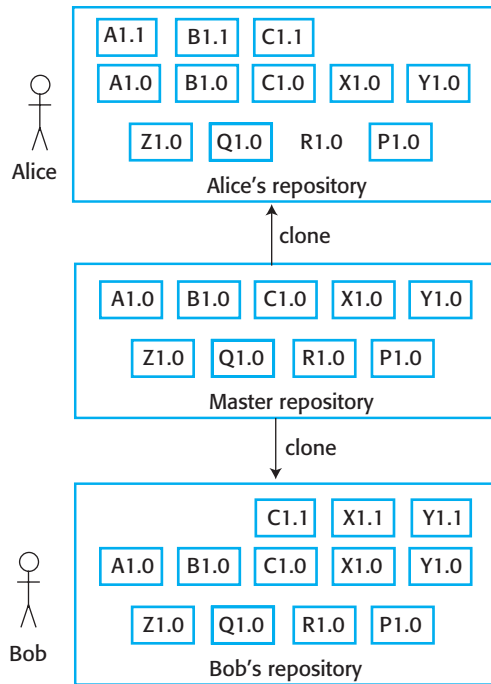 A1.1 B1.1 C1.1
A1.0 B1.0 C1.0 X1.0 Y1.0
Z1.0 Q1.0 R1.0 P1.0
Alice
Alice's repository
clone
A1.0 B1.0 C1.0 X1.0 Y1.0
Z1.0 Q1.0 R1.0 P1.0
Master repository
clone
C1.1 X1.1 Y1.1
A1.0 B1.0 C1.0 X1.0 Y1.0
Z1.0 Q1.0 R1.0 P1.0
Bob
Bob's repository